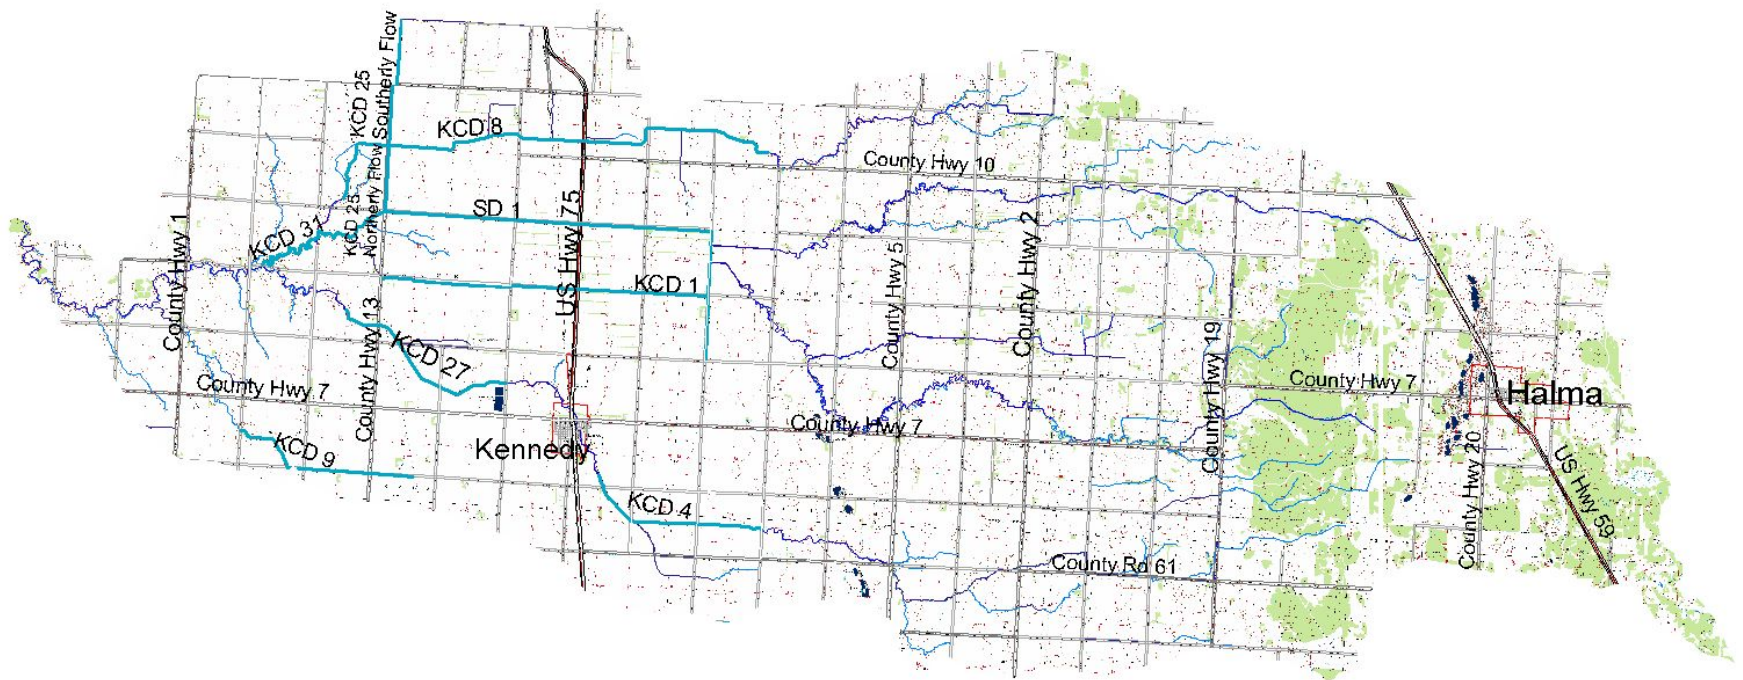 KCD 25
Northerly Flow Southerly Flow
KCD 8
County Hwy 10
KCD 25
SD 1
US Hwy 75
KCD 31
County Hwy 1
County Hwy 5
County Hwy 2
KCD 1
County Hwy 13
KCD 27
County Hwy 19
County Hwy 7
County Hwy 7
Halma
County Hwy 7
Kennedy
KCD 9
County Hwy 20
US Hwy 59
KCD 4
County Rd 61